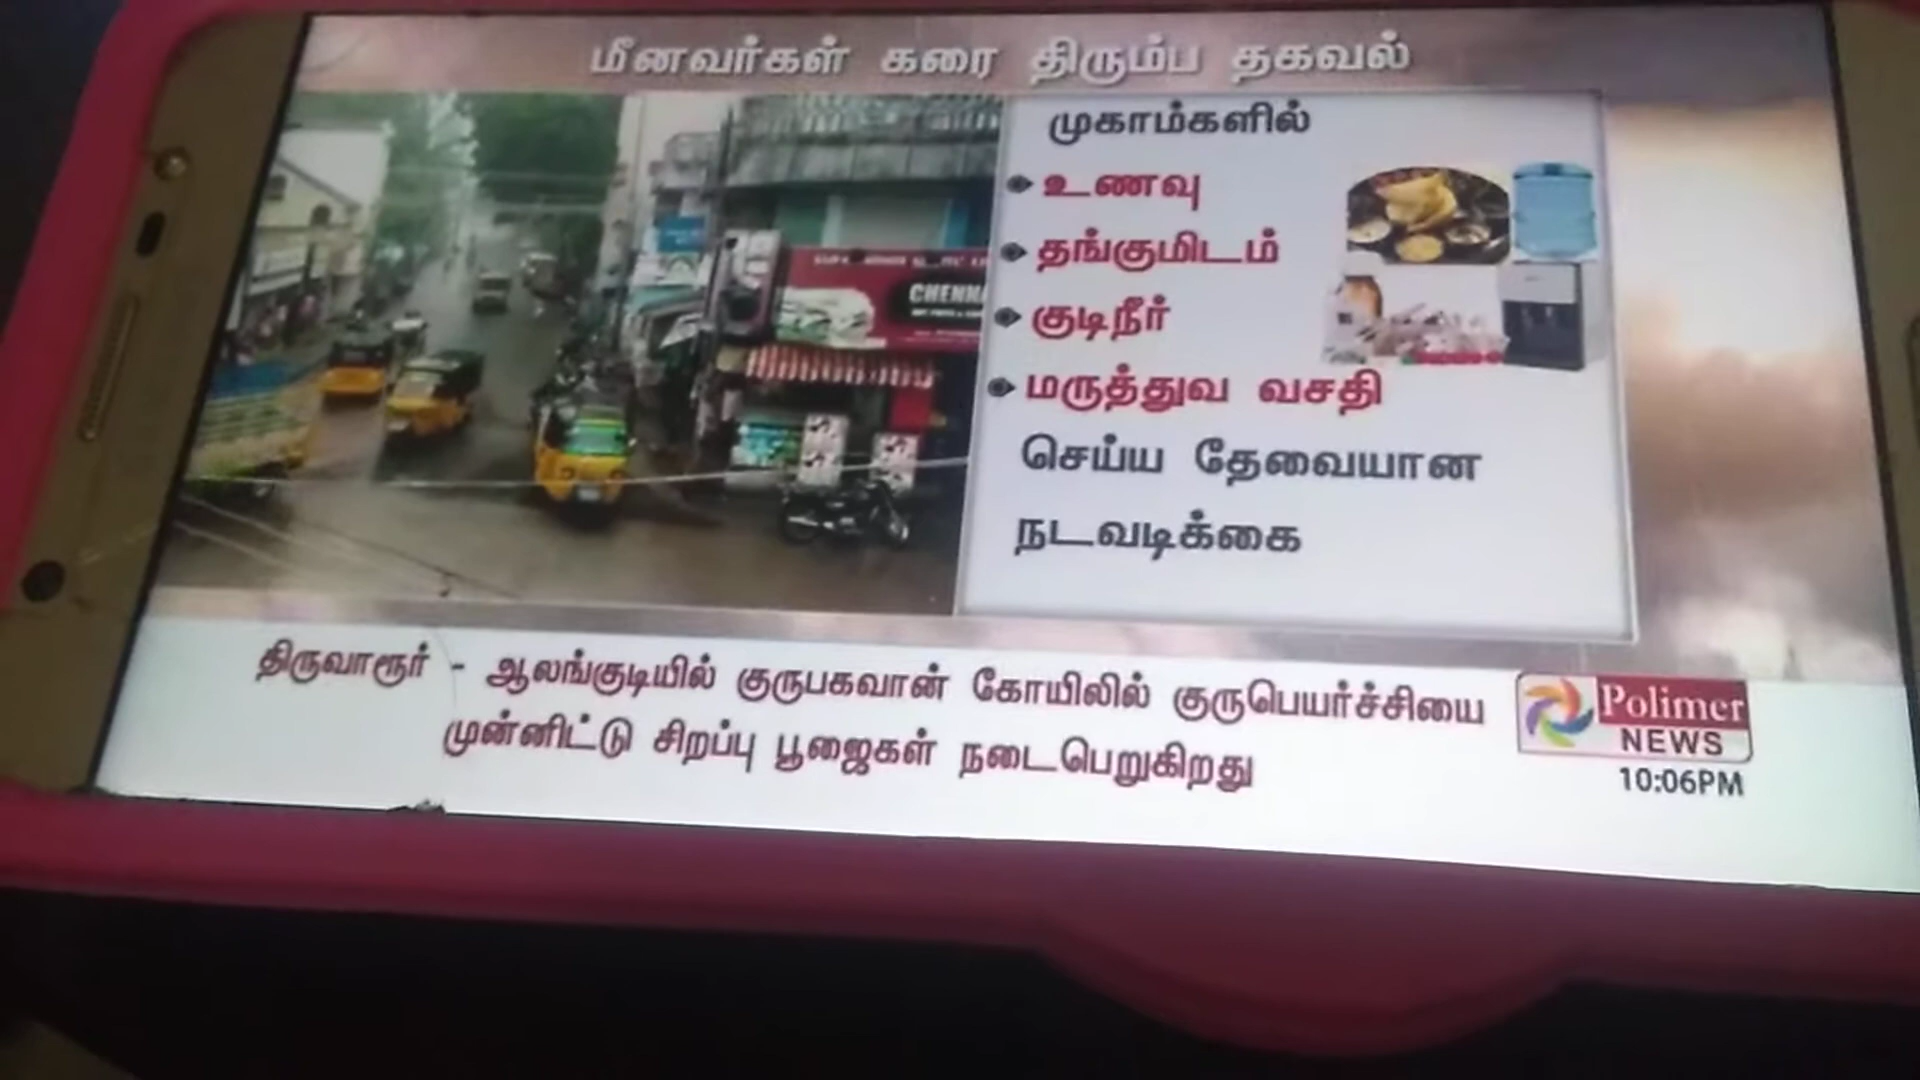 மீனவர்கள் கரை திரும்ப தகவல்
முகாம்களில்
உணவு
தங்குமிடம்
குடிநீர்
மருத்துவ வசதி
செய்ய தேவையான
நடவடிக்கை
CHENNA
திருவாரூர் - ஆலங்குடியில் குருபகவான் கோயிலில் குருபெயர்ச்சியை
முன்னிட்டு சிறப்பு பூஜைகள் நடைபெறுகிறது
Polimer
NEWS
10:06PM